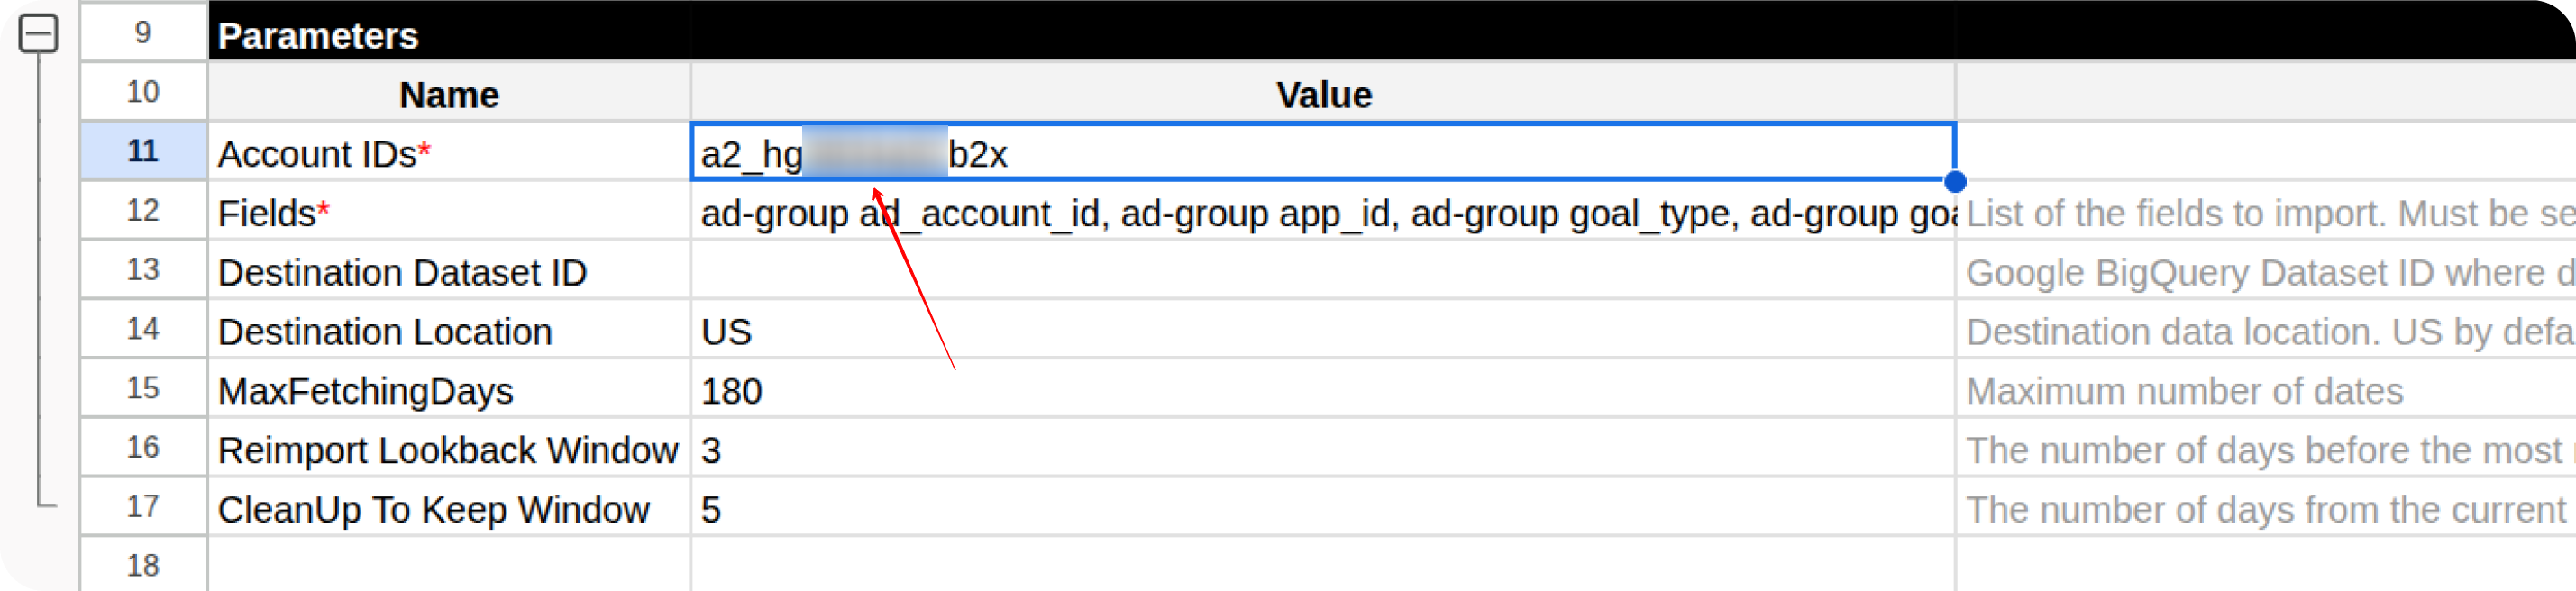 9 Parameters
10 Name Value
11 Account IDs* a2_hg b2x
12 Fields* ad-group ad_account_id, ad-group app_id, ad-group goal_type, ad-group goa List of the fields to import. Must be se
13 Destination Dataset ID Google BigQuery Dataset ID where d
14 Destination Location US Destination data location. US by defa
15 MaxFetchingDays 180 Maximum number of dates
16 Reimport Lookback Window 3 The number of days before the most
17 CleanUp To Keep Window 5 The number of days from the current
18